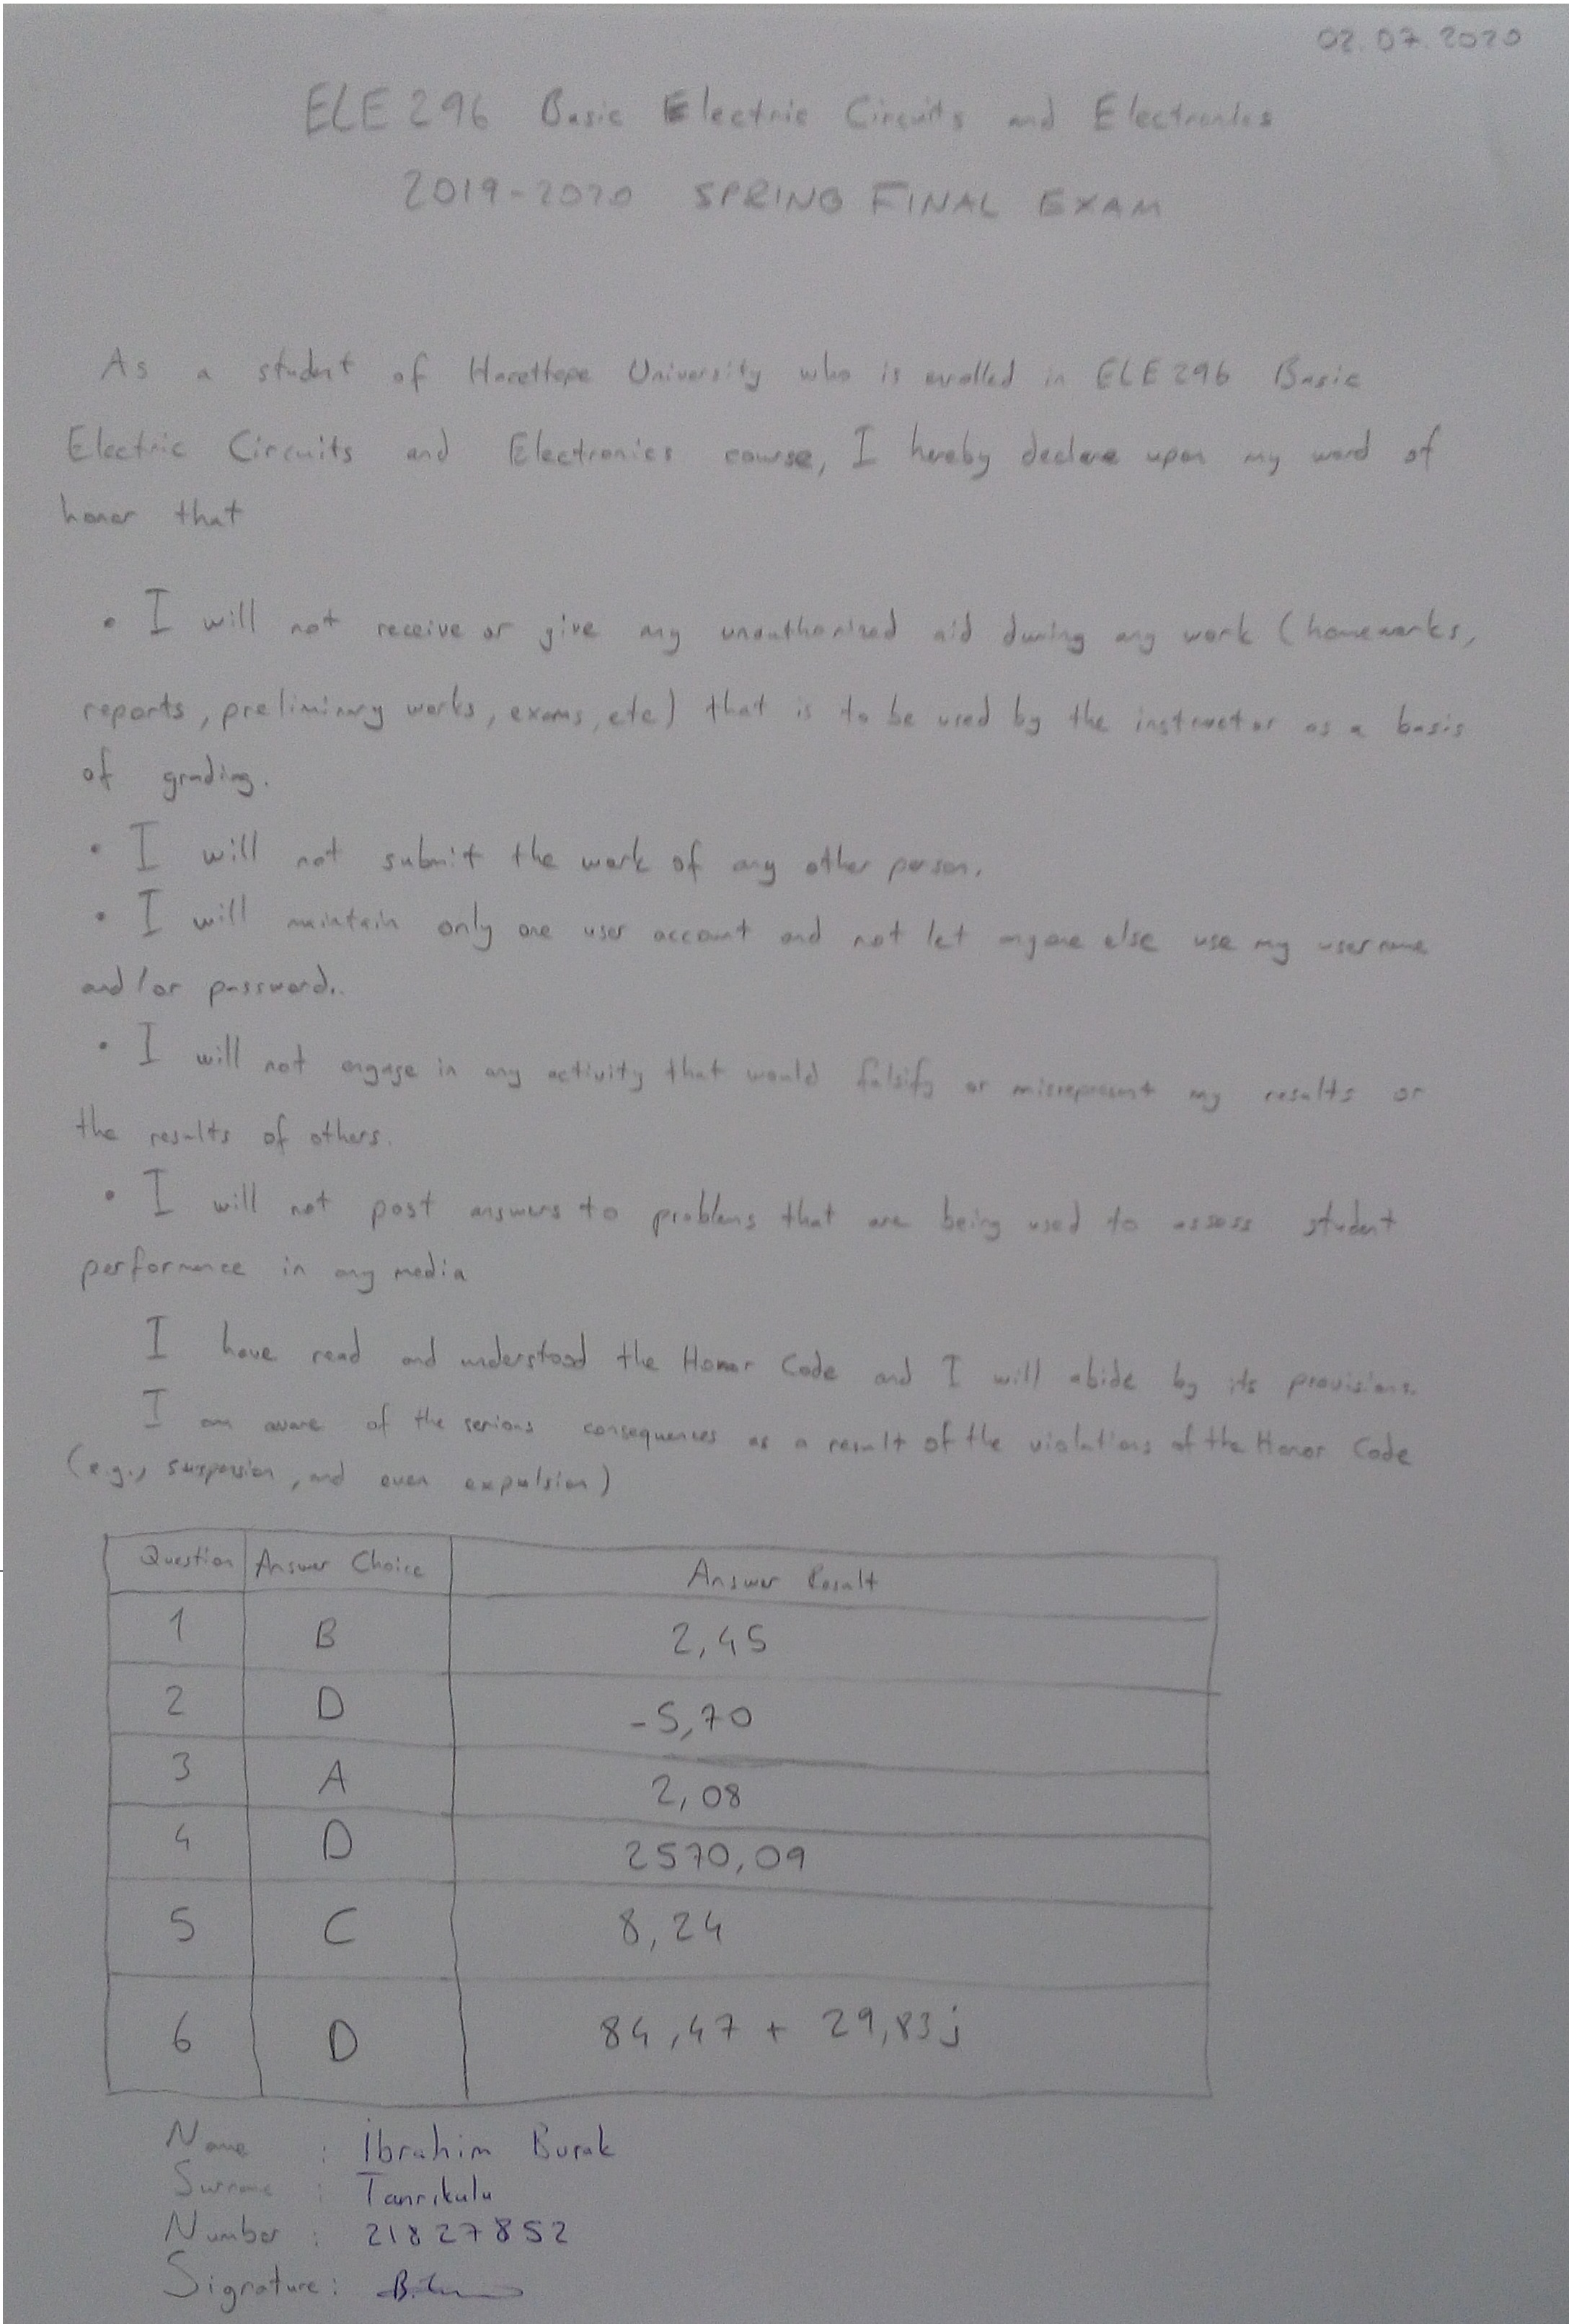 02.07.2020
ELE296 Basic Electric Circuits and Electronics
2019-2020 SPRING FINAL EXAM
As a student of Hacettepe University who is enrolled in ELE296 Basic
Electric Circuits and Electronics course, I hereby declare upon my word of
honor that
• I will not receive or give any unauthorized aid during any work (homeworks,
reports, preliminary works, exams, etc) that is to be used by the instructor as a basis
of grading.
• I will not submit the work of any other person.
• I will maintain only one user account and not let anyone else use my username
and/or password..
• I will not engage in any activity that would falsify or misrepresent my results or
the results of others.
• I will not post answers to problems that are being used to assess student
performance in any media
I have read and understood the Honor Code and I will abide by its provisions.
I am aware of the serious consequences as a result of the violations of the Honor Code
(e.g., suspension, and even expulsion)
Question Answer Choice Answer Result
1 B 2,45
2 D -5,70
3 A 2,08
4 D 2570,09
5 C 8,24
6 D 84,47 + 29,83j
Name : İbrahim Burak
Surname : Tanrıkulu
Number : 21827852
Signature :